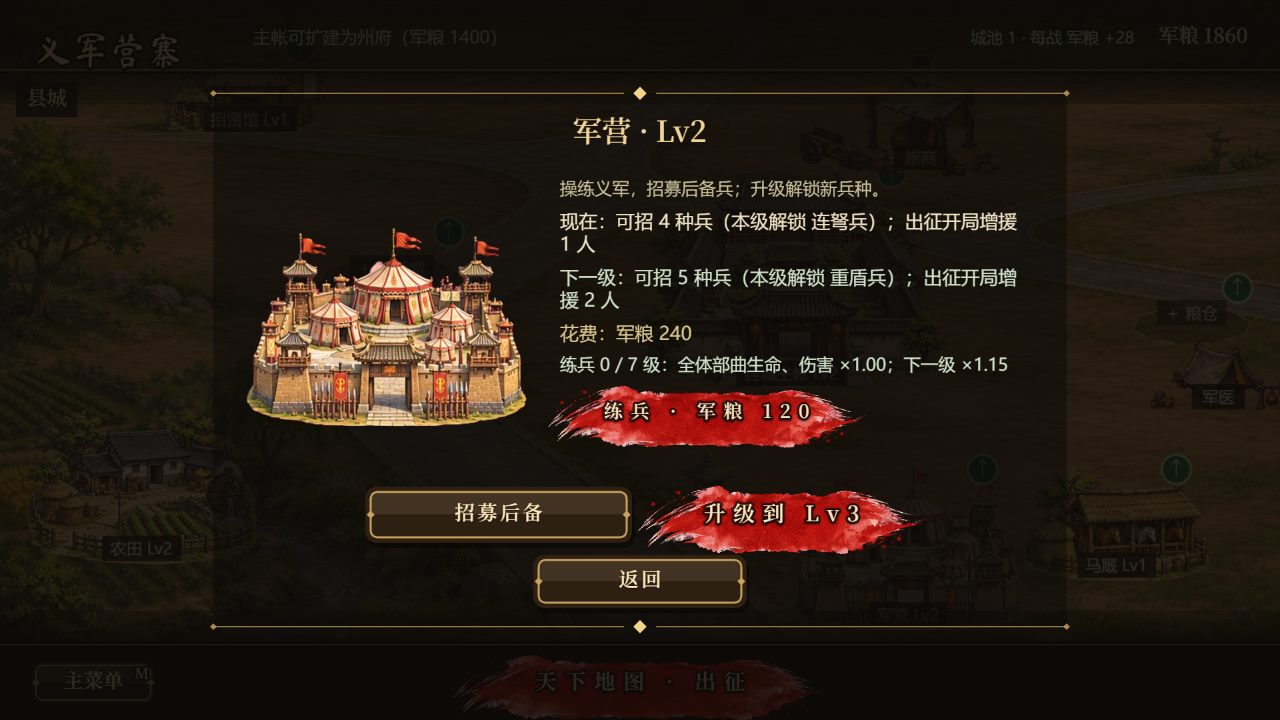 义军营寨
主帐可扩建为州府（军粮 1400）
城池 1 · 每战 军粮 +28
军粮 1860
县城
招贤馆 Lv1
旅商
军营 · Lv2
操练义军，招募后备兵；升级解锁新兵种。
现在：可招 4 种兵（本级解锁 连弩兵）；出征开局增援
1 人
下一级：可招 5 种兵（本级解锁 重盾兵）；出征开局增
援 2 人
花费：军粮 240
练兵 0 / 7 级：全体部曲生命、伤害 ×1.00；下一级 ×1.15
练兵 · 军粮 120
+ 粮仓
军医
招募后备
升级到 Lv3
农田 Lv2
马厩 Lv1
返回
军营 Lv2
主菜单
天下地图 · 出征